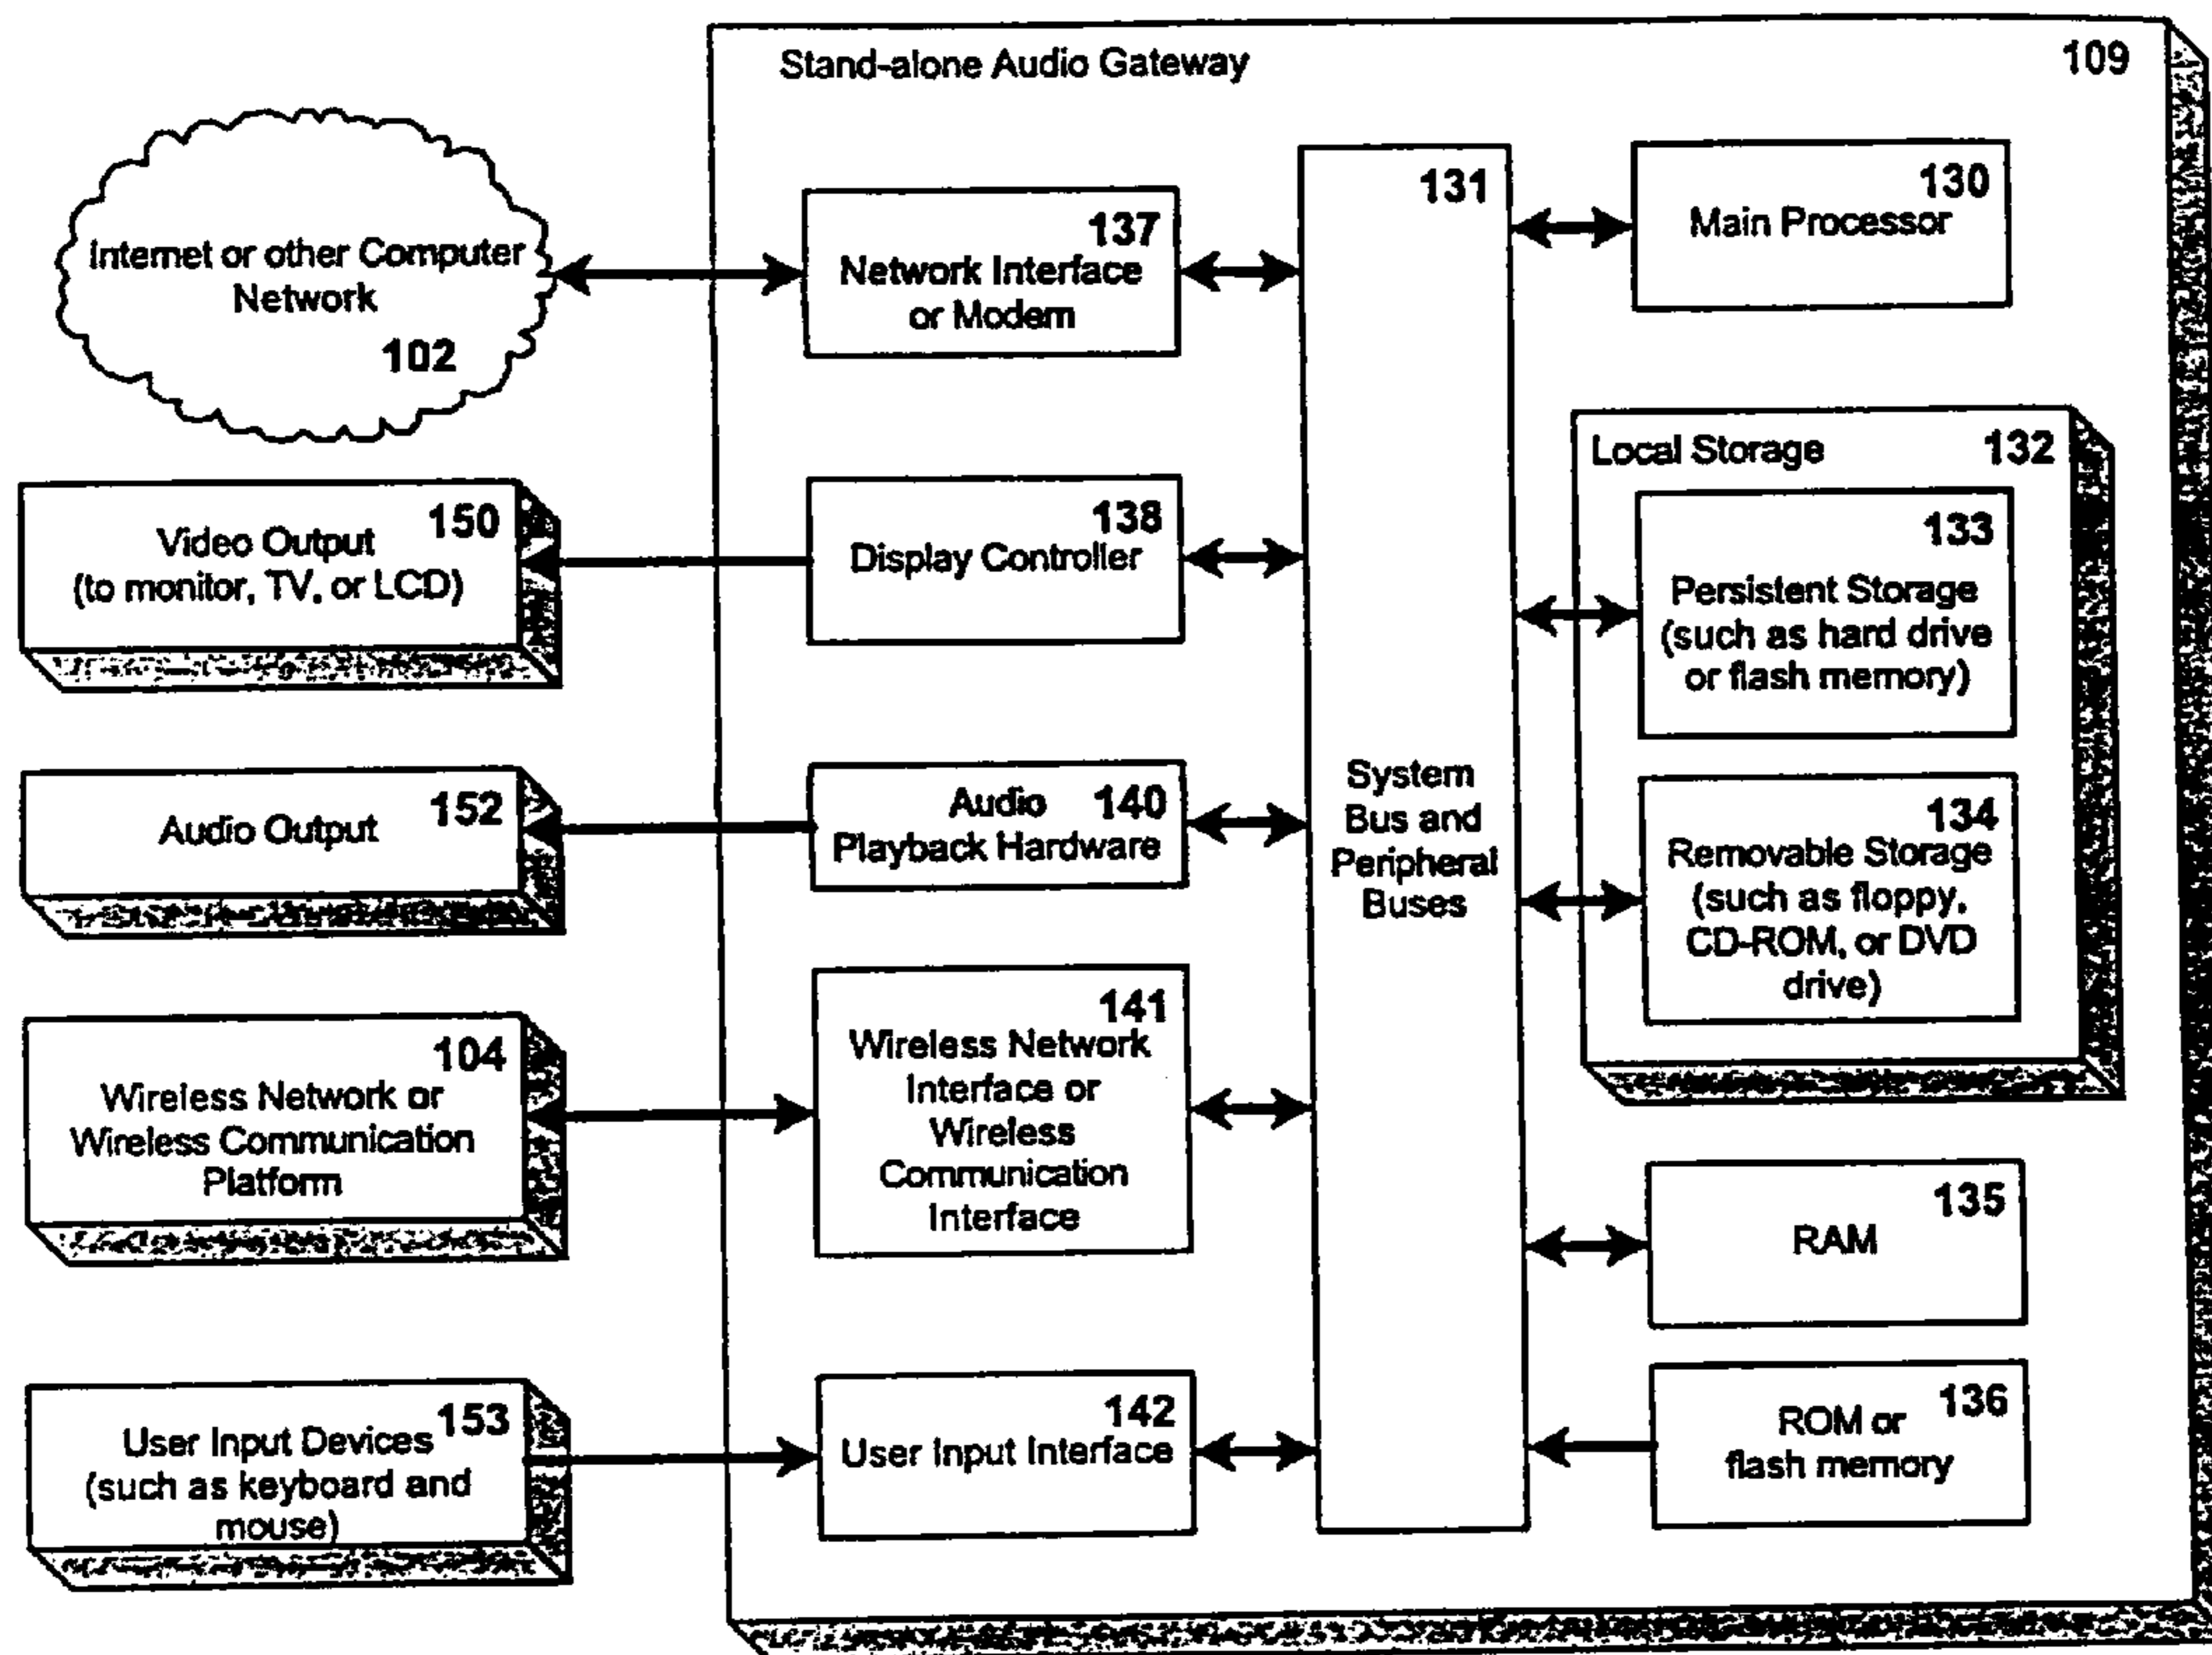 Stand-alone Audio Gateway
109
Internet or other Computer
Network
102
137
Network Interface
or Modem
131
System
Bus and
Peripheral
Buses
130
Main Processor
Local Storage
132
133
Persistent Storage
(such as hard drive
or flash memory)
134
Removable Storage
(such as floppy,
CD-ROM, or DVD
drive)
135
RAM
136
ROM or
flash memory
150
Video Output
(to monitor, TV, or LCD)
138
Display Controller
152
Audio Output
Audio 140
Playback Hardware
104
Wireless Network or
Wireless Communication
Platform
141
Wireless Network
Interface or
Wireless
Communication
Interface
153
User Input Devices
(such as keyboard and
mouse)
142
User Input Interface